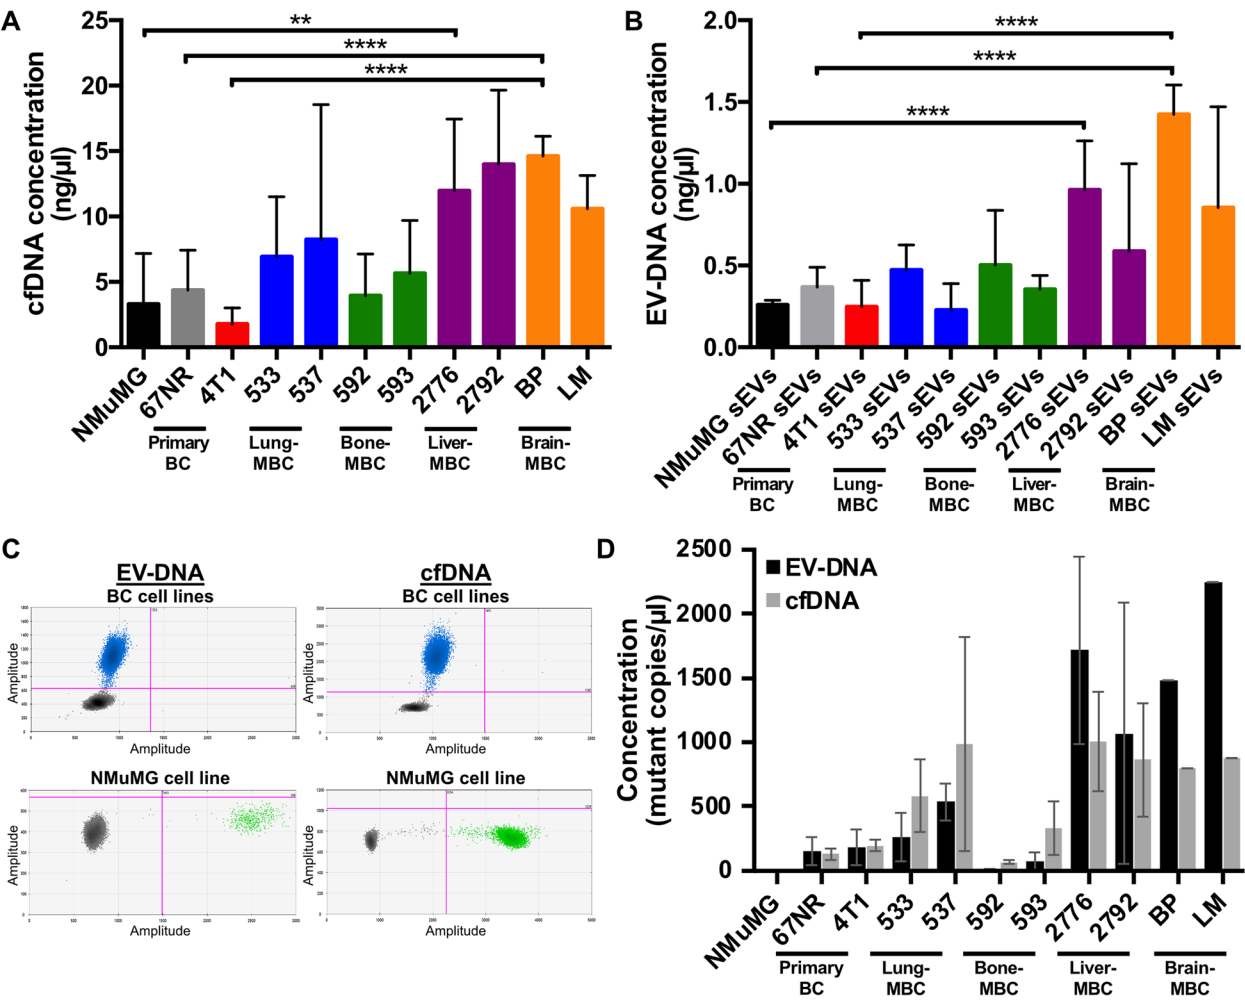 A
cfDNA concentration
(ng/µl)
25
20
15
10
5
0
**
****
****
NMuMG
67NR
4T1
533
537
592
593
2776
2792
BP
LM
Primary
BC
Lung-
MBC
Bone-
MBC
Liver-
MBC
Brain-
MBC
B
EV-DNA concentration
(ng/µl)
2.0
1.5
1.0
0.5
0.0
****
****
****
NMuMG sEVs
67NR sEVs
4T1 sEVs
533 sEVs
537 sEVs
592 sEVs
593 sEVs
2776 sEVs
2792 sEVs
BP sEVs
LM sEVs
Primary
BC
Lung-
MBC
Bone-
MBC
Liver-
MBC
Brain-
MBC
C
EV-DNA
BC cell lines
Amplitude
Amplitude
cfDNA
BC cell lines
Amplitude
Amplitude
NMuMG cell line
Amplitude
Amplitude
NMuMG cell line
Amplitude
Amplitude
D
EV-DNA
cfDNA
Concentration
(mutant copies/µl)
2500
2000
1500
1000
500
0
NMuMG
67NR
4T1
533
537
592
593
2776
2792
BP
LM
Primary
BC
Lung-
MBC
Bone-
MBC
Liver-
MBC
Brain-
MBC